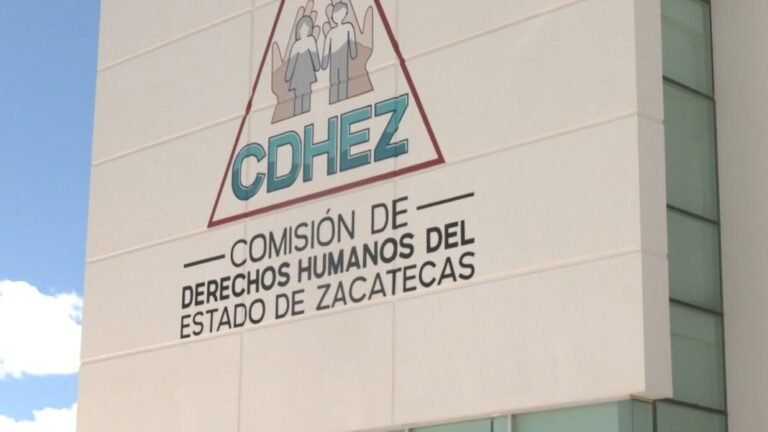 CDHEZ
COMISIÓN DE
DERECHOS HUMANOS DEL
ESTADO DE ZACATECAS